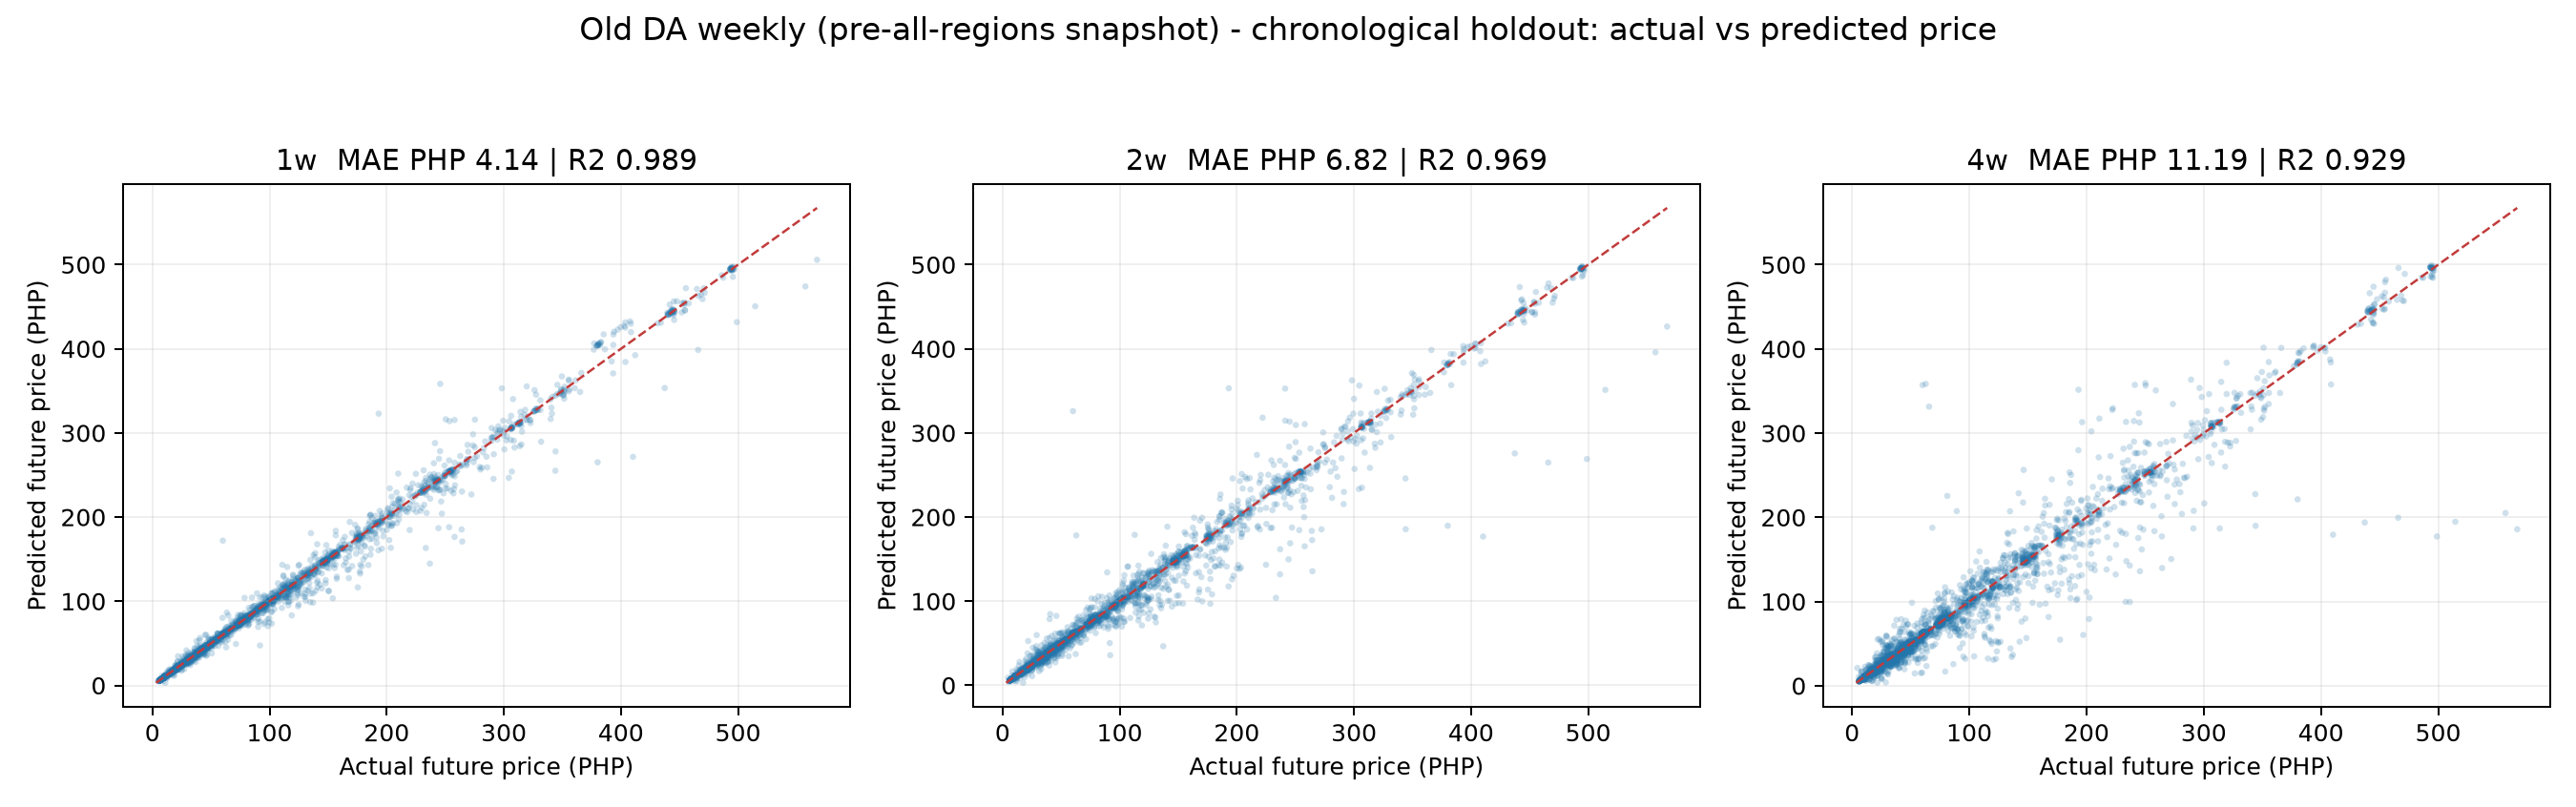 Old DA weekly (pre-all-regions snapshot) - chronological holdout: actual vs predicted price
1w  MAE PHP 4.14 | R2 0.989
Predicted future price (PHP)
500
400
300
200
100
0
0 100 200 300 400 500
Actual future price (PHP)
2w  MAE PHP 6.82 | R2 0.969
Predicted future price (PHP)
500
400
300
200
100
0
0 100 200 300 400 500
Actual future price (PHP)
4w  MAE PHP 11.19 | R2 0.929
Predicted future price (PHP)
500
400
300
200
100
0
0 100 200 300 400 500
Actual future price (PHP)